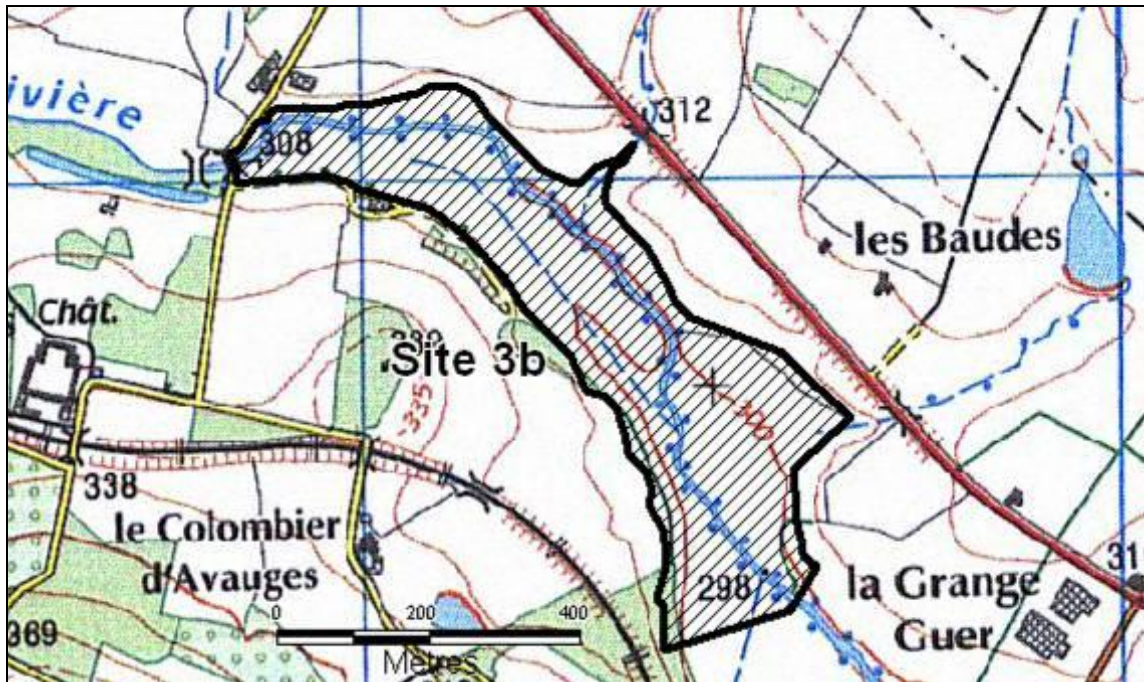 ivière
308
312
les Baudes
Chât.
Site 3b
335
300
338
le Colombier
d'Avauges
298
la Grange
Guer
31
369
0 200 400
Mètres